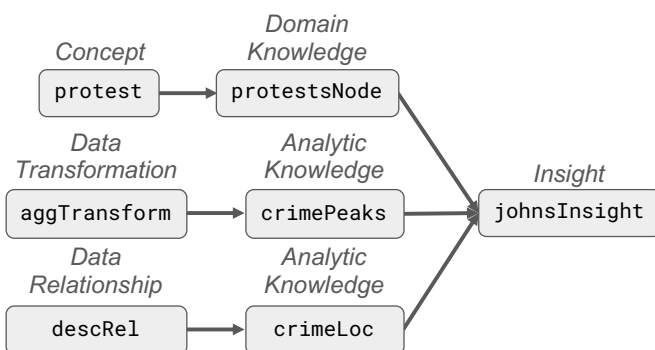 Concept
Domain
Knowledge
protest
protestsNode
Data
Transformation
Analytic
Knowledge
Insight
aggTransform
crimePeaks
johnsInsight
Data
Relationship
Analytic
Knowledge
descRel
crimeLoc